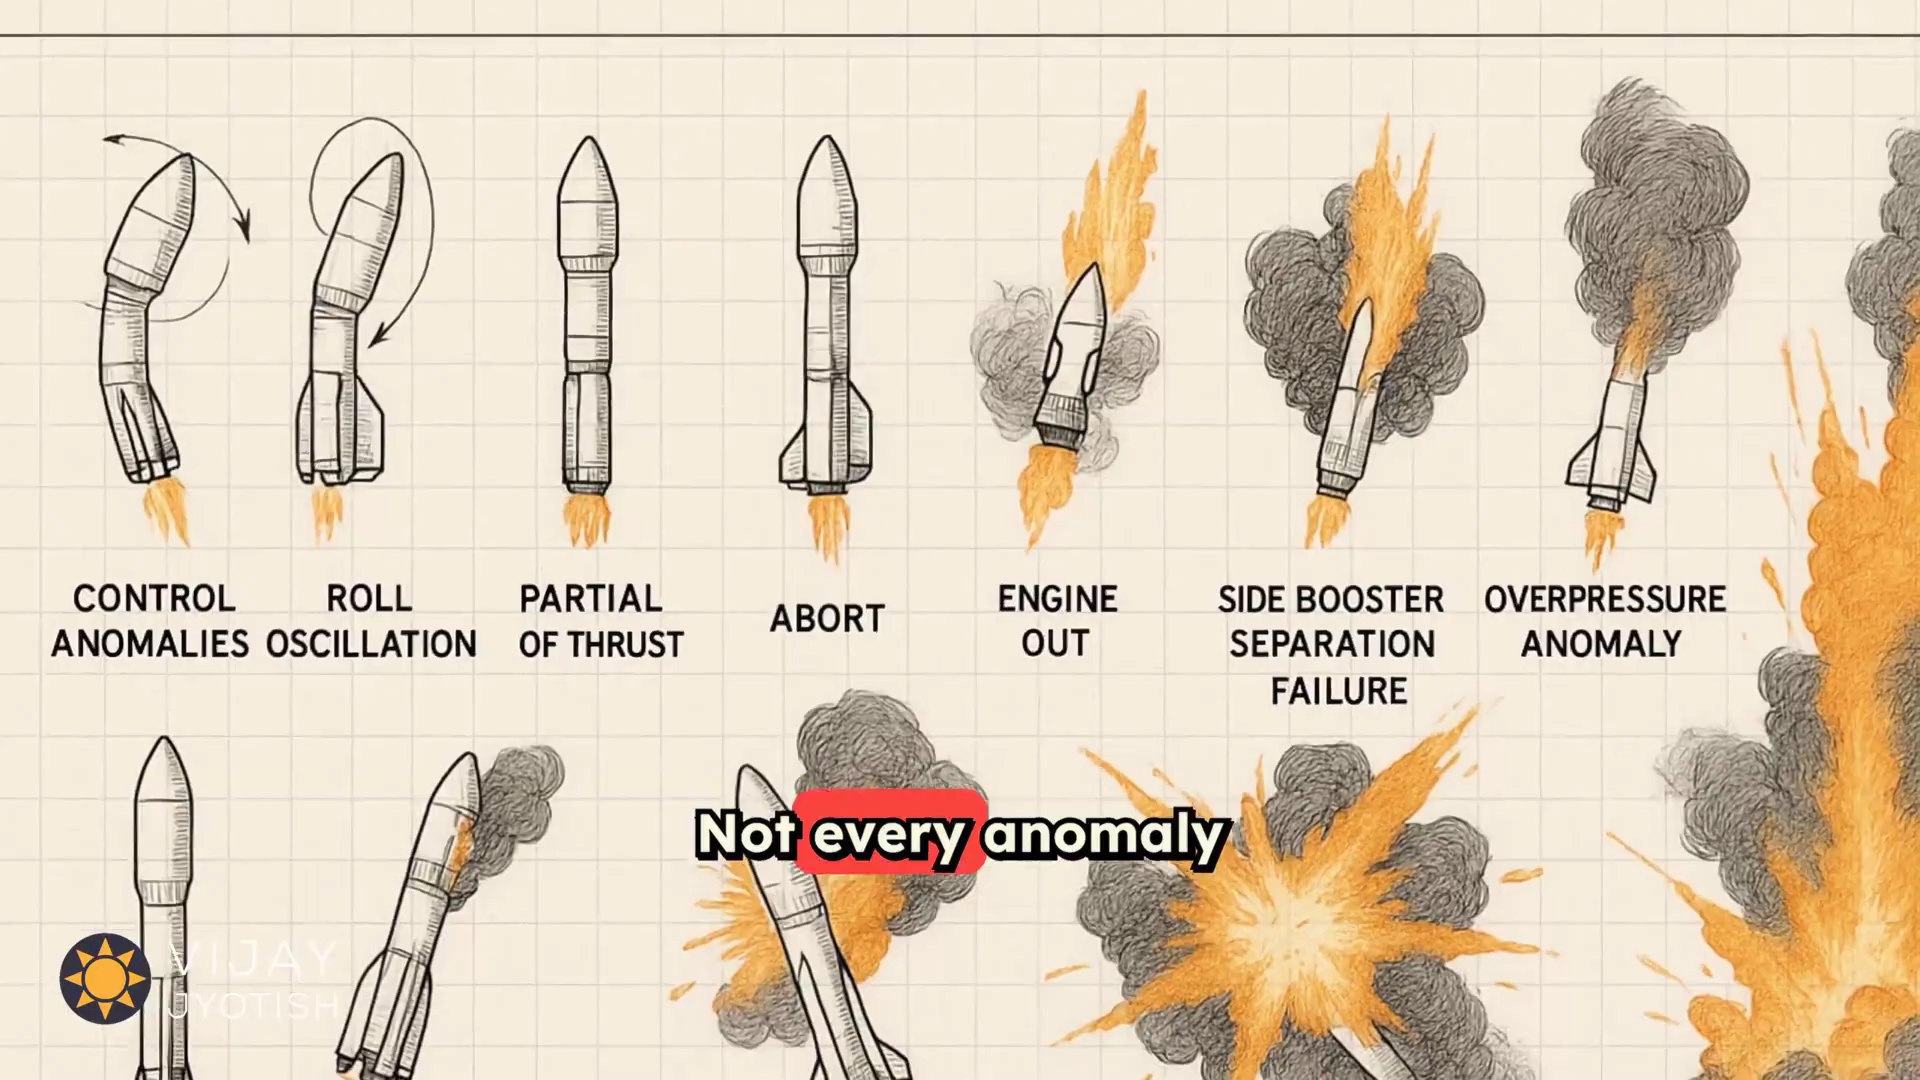 CONTROL
ANOMALIES
ROLL
OSCILLATION
PARTIAL
OF THRUST
ABORT
ENGINE
OUT
SIDE BOOSTER
SEPARATION
FAILURE
OVERPRESSURE
ANOMALY
Not every anomaly
VIJAY
JYOTISH